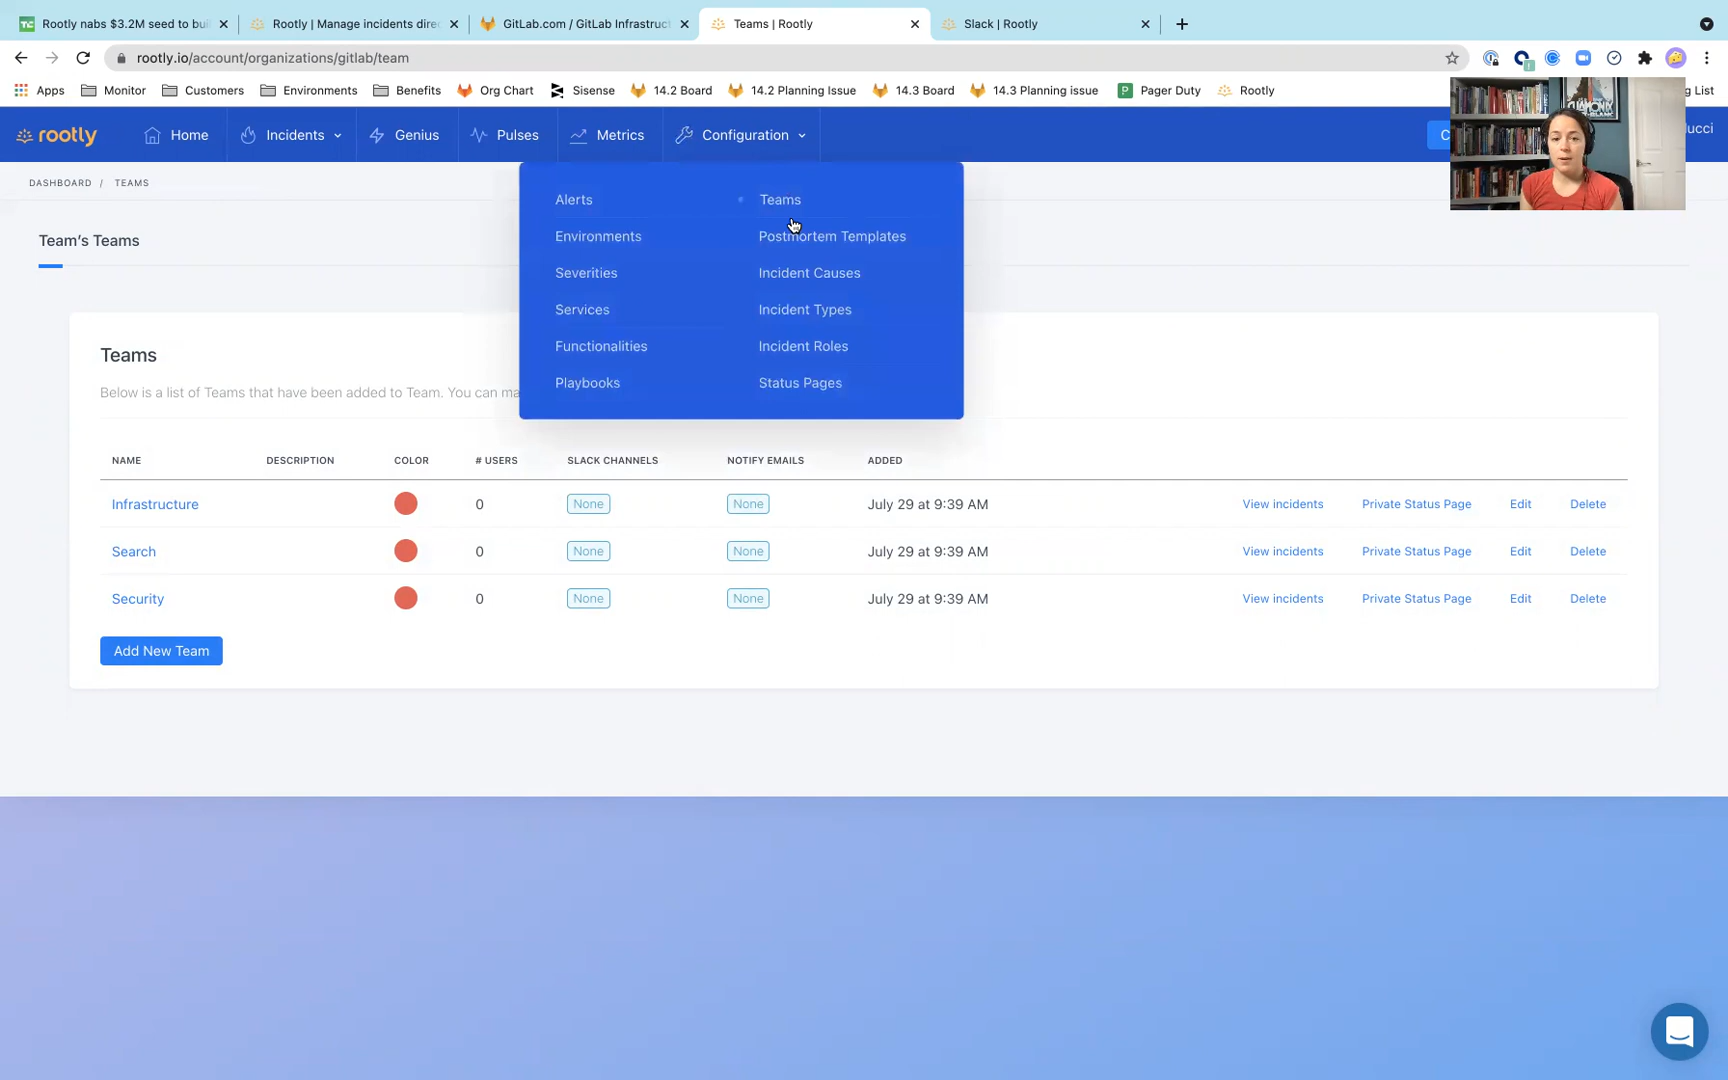 Rootly nabs $3.2M seed to bui
Rootly | Manage incidents direc
GitLab.com / GitLab Infrastruct
Teams | Rootly
Slack | Rootly
rootly.io/account/organizations/gitlab/team
Apps
Monitor
Customers
Environments
Benefits
Org Chart
Sisense
14.2 Board
14.2 Planning Issue
14.3 Board
14.3 Planning issue
Pager Duty
Rootly
g List
rootly
Home
Incidents
Genius
Pulses
Metrics
Configuration
C
lucci
DASHBOARD / TEAMS
Alerts
Teams
Environments
Postmortem Templates
Severities
Incident Causes
Services
Incident Types
Functionalities
Incident Roles
Playbooks
Status Pages
Team's Teams
Teams
Below is a list of Teams that have been added to Team. You can ma
NAME DESCRIPTION COLOR # USERS SLACK CHANNELS NOTIFY EMAILS ADDED
Infrastructure 0 None None July 29 at 9:39 AM View incidents Private Status Page Edit Delete
Search 0 None None July 29 at 9:39 AM View incidents Private Status Page Edit Delete
Security 0 None None July 29 at 9:39 AM View incidents Private Status Page Edit Delete
Add New Team